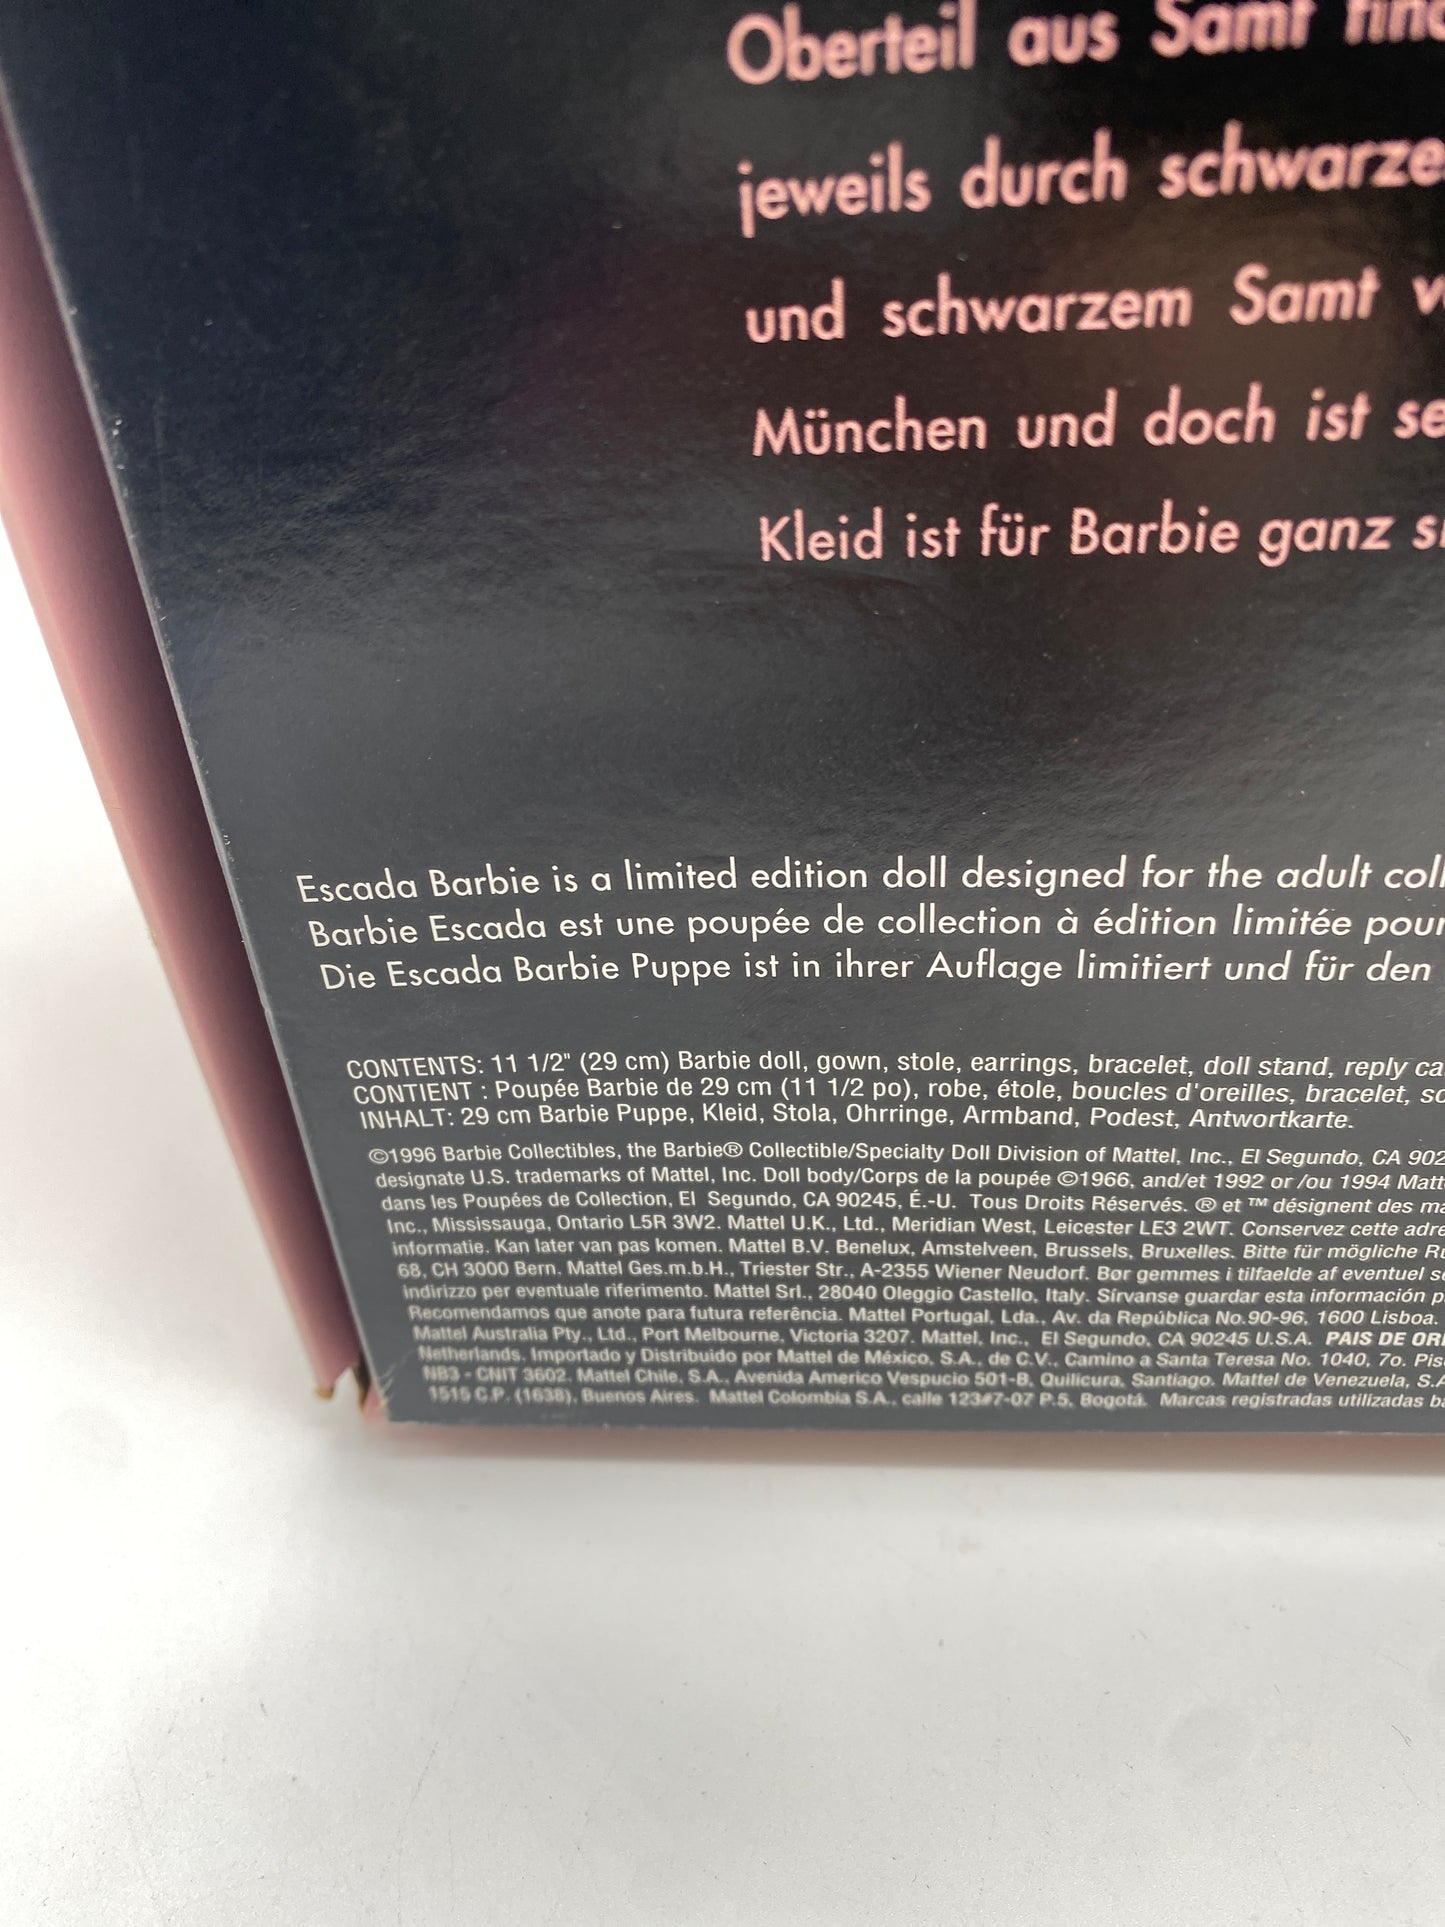 Oberteil aus Samt
jeweils durch schwarze
und schwarzem Samt
München und doch ist
Kleid ist für Barbie ganz
Escada Barbie is a limited edition doll designed for the adult
Barbie Escada est une poupée de collection à édition limitée pour
Die Escada Barbie Puppe ist in ihrer Auflage limitiert und für den
CONTENTS: 11 1/2" (29 cm) Barbie doll, gown, stole, earrings, bracelet, doll stand, reply
CONTIENT : Poupée Barbie de 29 cm (11 1/2 po), robe, étole, boucles d'oreilles, bracelet,
INHALT: 29 cm Barbie Puppe, Kleid, Stola, Ohrringe, Armband, Podest, Antwortkarte.
©1996 Barbie Collectibles, the Barbie® Collectible/Specialty Doll Division of Mattel, Inc., El Segundo, CA 902
designate U.S. trademarks of Mattel, Inc. Doll body/Corps de la poupée ©1966, and/et 1992 or /ou 1994 Matt
dans les Poupées de Collection, El Segundo, CA 90245, É.-U. Tous Droits Réservés. ® et ™ désignent des
Inc., Mississauga, Ontario L5R 3W2. Mattel U.K., Ltd., Meridian West, Leicester LE3 2WT. Conservez cette
informatie. Kan later van pas komen. Mattel B.V. Benelux, Amstelveen, Brussels, Bruxelles. Bitte für mögliche
68, CH 3000 Bern. Mattel Ges.m.b.H., Triester Str., A-2355 Wiener Neudorf. Bør gemmes i tilfaelde af eventuel
indirizzo per eventuale riferimento. Mattel Srl., 28040 Oleggio Castello, Italy. Sírvanse guardar esta información
Recomendamos que anote para futura referência. Mattel Portugal, Lda., Av. da República No.90-96, 1600 Lisboa.
Mattel Australia Pty., Ltd., Port Melbourne, Victoria 3207. Mattel, Inc., El Segundo, CA 90245 U.S.A. PAIS DE
Netherlands. Importado y Distribuido por Mattel de México, S.A., de C.V., Camino a Santa Teresa No. 1040, 7o.
NB3 - CNIT 3602. Mattel Chile, S.A., Avenida Americo Vespucio 501-B, Quilicura, Santiago. Mattel de Venezuela, S.A
1515 C.P. (1638), Buenos Aires. Mattel Colombia S.A., calle 123#7-07 P.5, Bogotá. Marcas registradas utilizadas